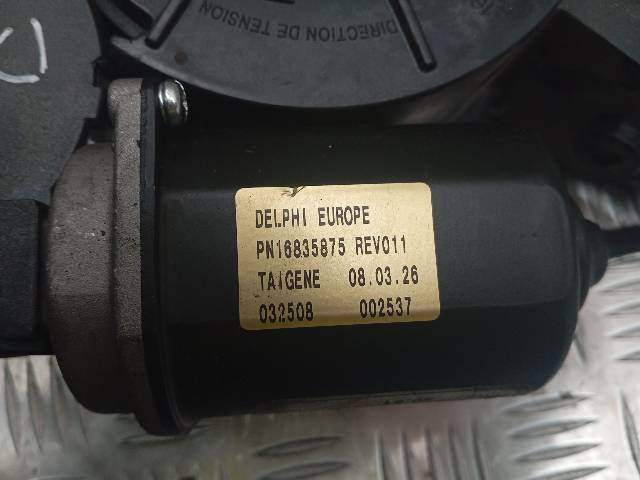 DIRECTION DE TENSION
DELPHI EUROPE
PN16835875 REV011
TAIGENE 08.03.26
032508 002537